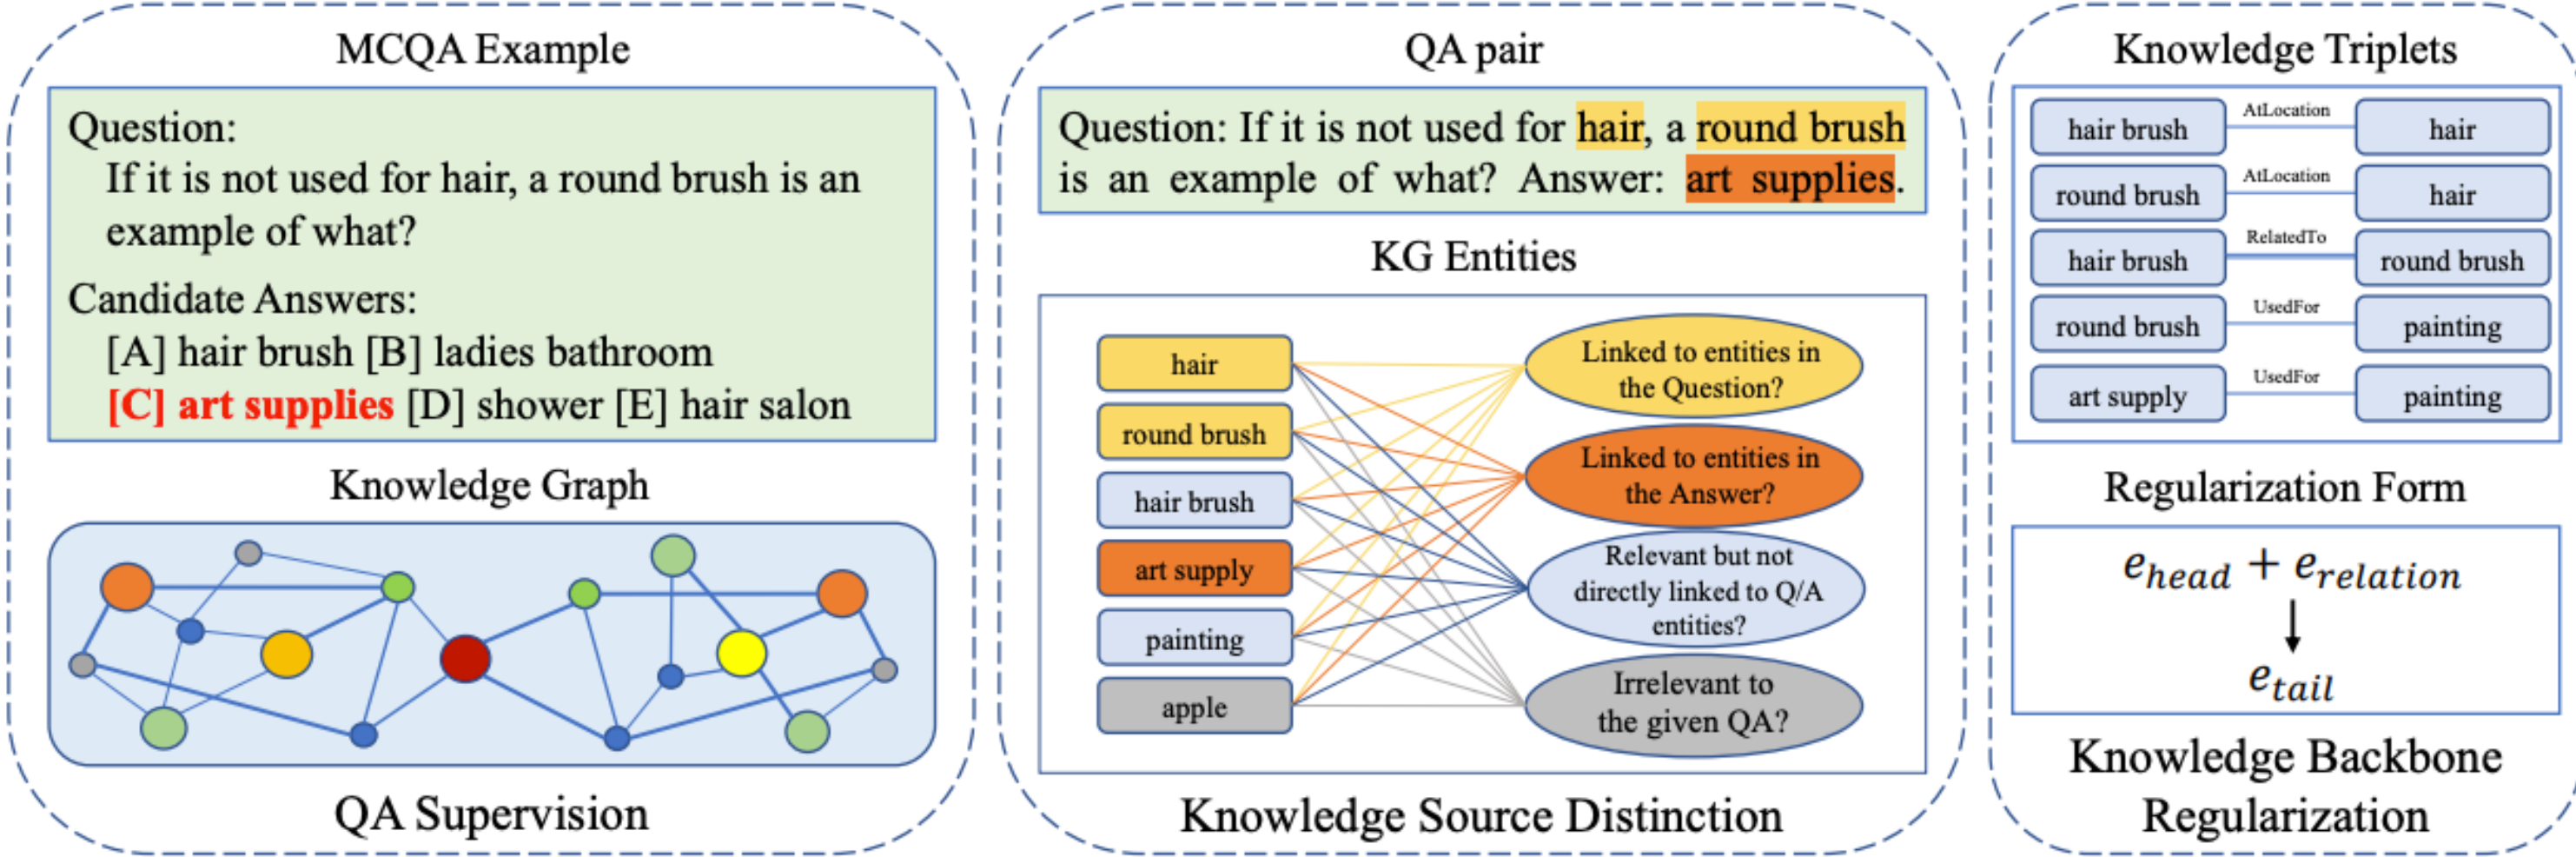 MCQA Example
Question:
If it is not used for hair, a round brush is an
example of what?
Candidate Answers:
[A] hair brush [B] ladies bathroom
[C] art supplies [D] shower [E] hair salon
Knowledge Graph
QA Supervision
QA pair
Question: If it is not used for hair, a round brush
is an example of what? Answer: art supplies.
KG Entities
hair
round brush
hair brush
art supply
painting
apple
Linked to entities in
the Question?
Linked to entities in
the Answer?
Relevant but not
directly linked to Q/A
entities?
Irrelevant to
the given QA?
Knowledge Source Distinction
Knowledge Triplets
hair brush AtLocation hair
round brush AtLocation hair
hair brush RelatedTo round brush
round brush UsedFor painting
art supply UsedFor painting
Regularization Form
e_head + e_relation
↓
e_tail
Knowledge Backbone
Regularization